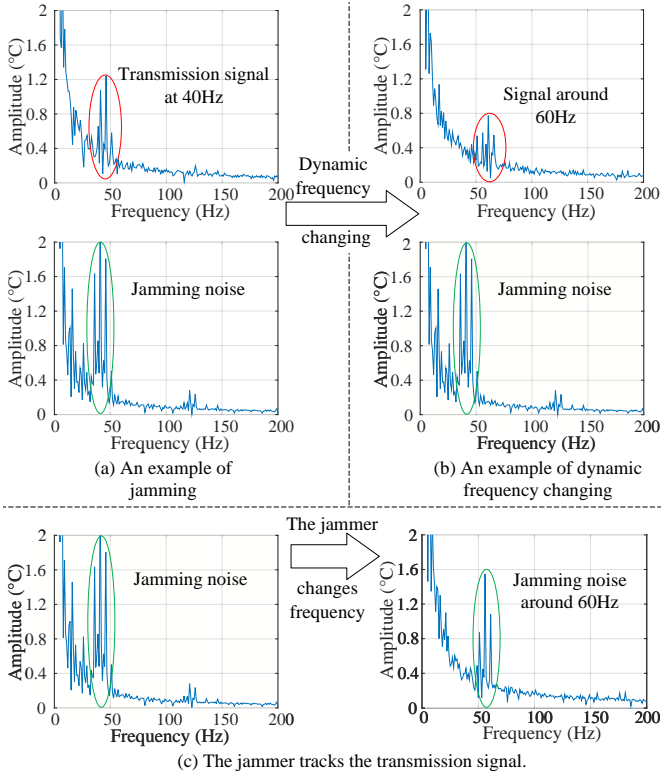 2
1.6
1.2
0.8
0.4
0
Amplitude (°C)
Transmission signal
at 40Hz
0
50
100
150
200
Frequency (Hz)
Dynamic
frequency
changing
2
1.6
1.2
0.8
0.4
0
Amplitude (°C)
Signal around
60Hz
0
50
100
150
200
Frequency (Hz)
2
1.6
1.2
0.8
0.4
0
Amplitude (°C)
Jamming noise
0
50
100
150
200
Frequency (Hz)
(a) An example of
jamming
2
1.6
1.2
0.8
0.4
0
Amplitude (°C)
Jamming noise
0
50
100
150
200
Frequency (Hz)
(b) An example of dynamic
frequency changing
2
1.6
1.2
0.8
0.4
0
Amplitude (°C)
Jamming noise
0
50
100
150
200
Frequency (Hz)
The jammer
changes
frequency
2
1.6
1.2
0.8
0.4
0
Amplitude (°C)
Jamming noise
around 60Hz
0
50
100
150
200
Frequency (Hz)
(c) The jammer tracks the transmission signal.